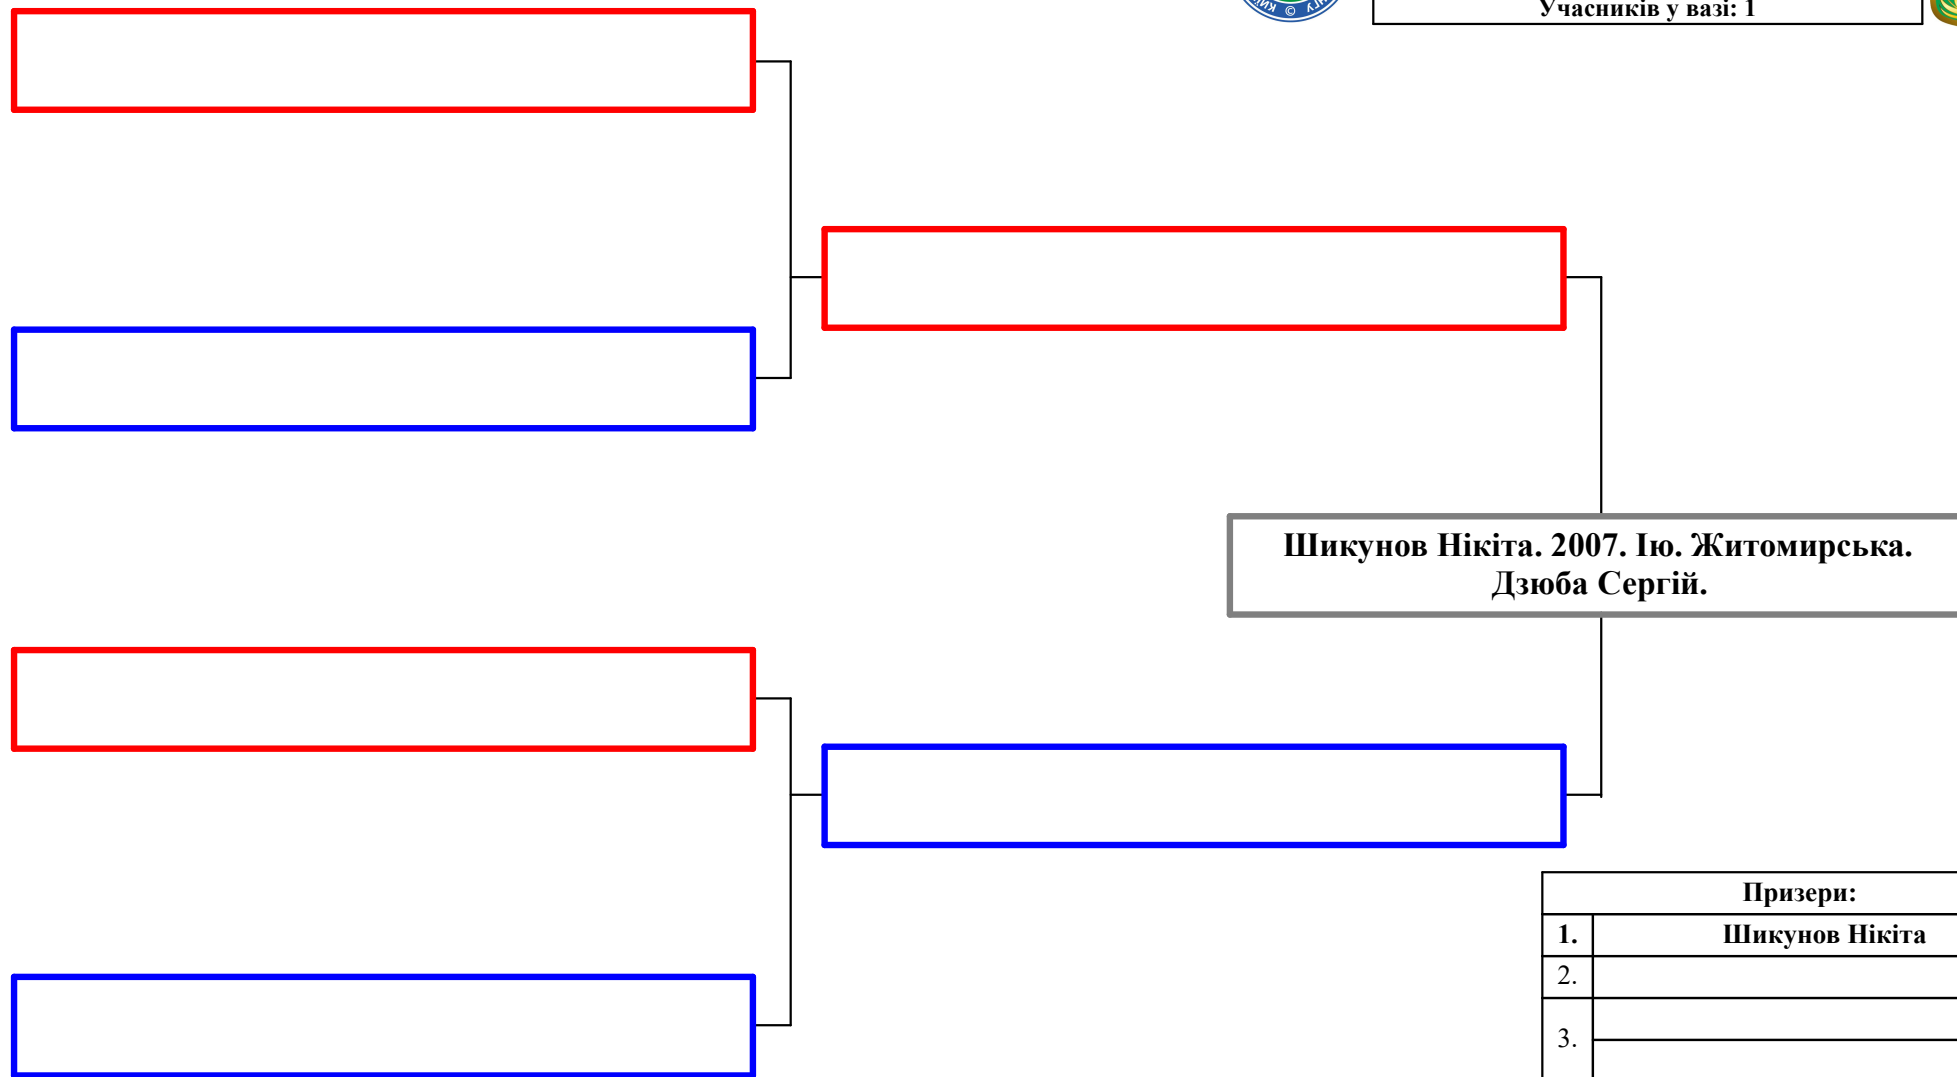 Учасників у вазі: 1
Шикунов Нікіта. 2007. Ію. Житомирська.
Дзюба Сергій.
Призери:
1. Шикунов Нікіта
2.
3.